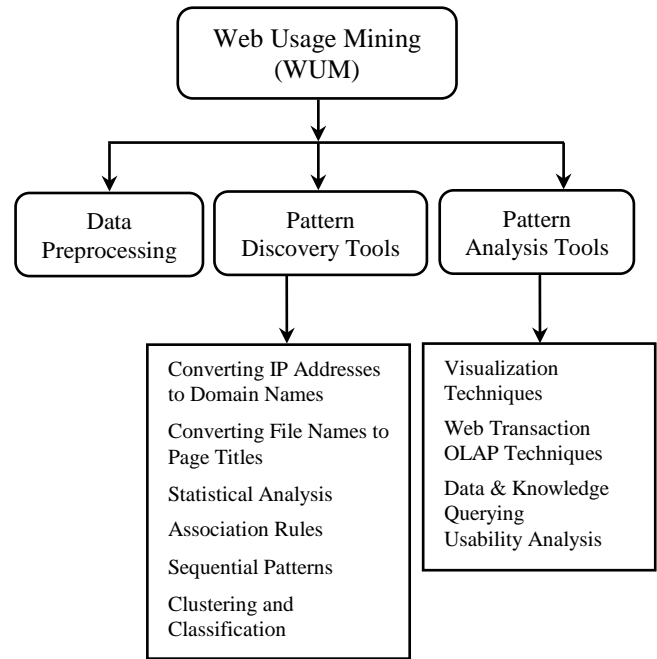 Web Usage Mining
(WUM)
Data
Preprocessing
Pattern
Discovery Tools
Pattern
Analysis Tools
Converting IP Addresses
to Domain Names
Converting File Names to
Page Titles
Statistical Analysis
Association Rules
Sequential Patterns
Clustering and
Classification
Visualization
Techniques
Web Transaction
OLAP Techniques
Data & Knowledge
Querying
Usability Analysis